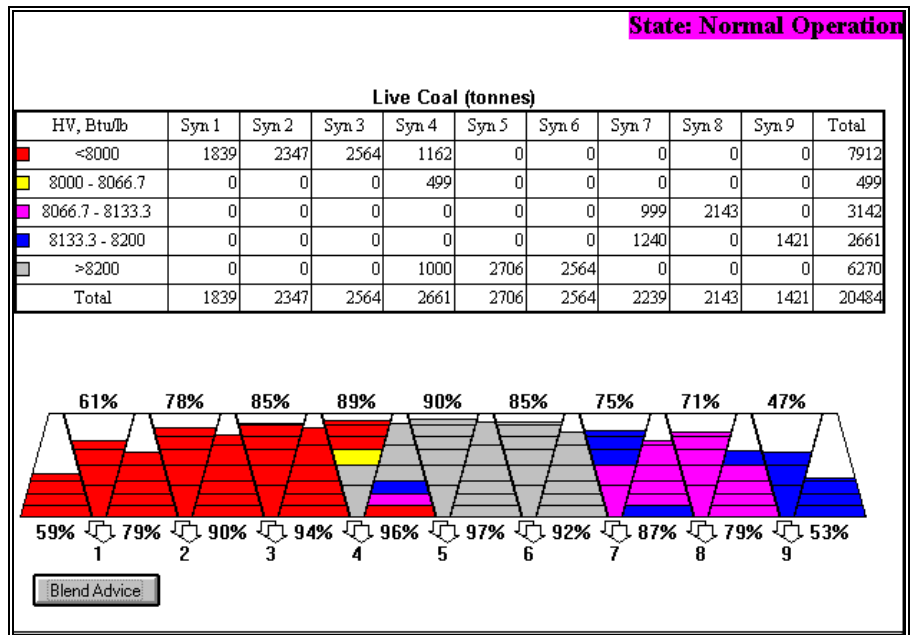 State: Normal Operation
Live Coal (tonnes)
HV, Btu/lb Syn 1 Syn 2 Syn 3 Syn 4 Syn 5 Syn 6 Syn 7 Syn 8 Syn 9 Total
<8000 1839 2347 2564 1162 0 0 0 0 0 7912
8000 - 8066.7 0 0 0 499 0 0 0 0 0 499
8066.7 - 8133.3 0 0 0 0 0 0 999 2143 0 3142
8133.3 - 8200 0 0 0 0 0 0 1240 0 1421 2661
>8200 0 0 0 1000 2706 2564 0 0 0 6270
Total 1839 2347 2564 2661 2706 2564 2239 2143 1421 20484
61% 78% 85% 89% 90% 85% 75% 71% 47%
59% 79% 90% 94% 96% 97% 92% 87% 79% 53%
1 2 3 4 5 6 7 8 9
Blend Advice